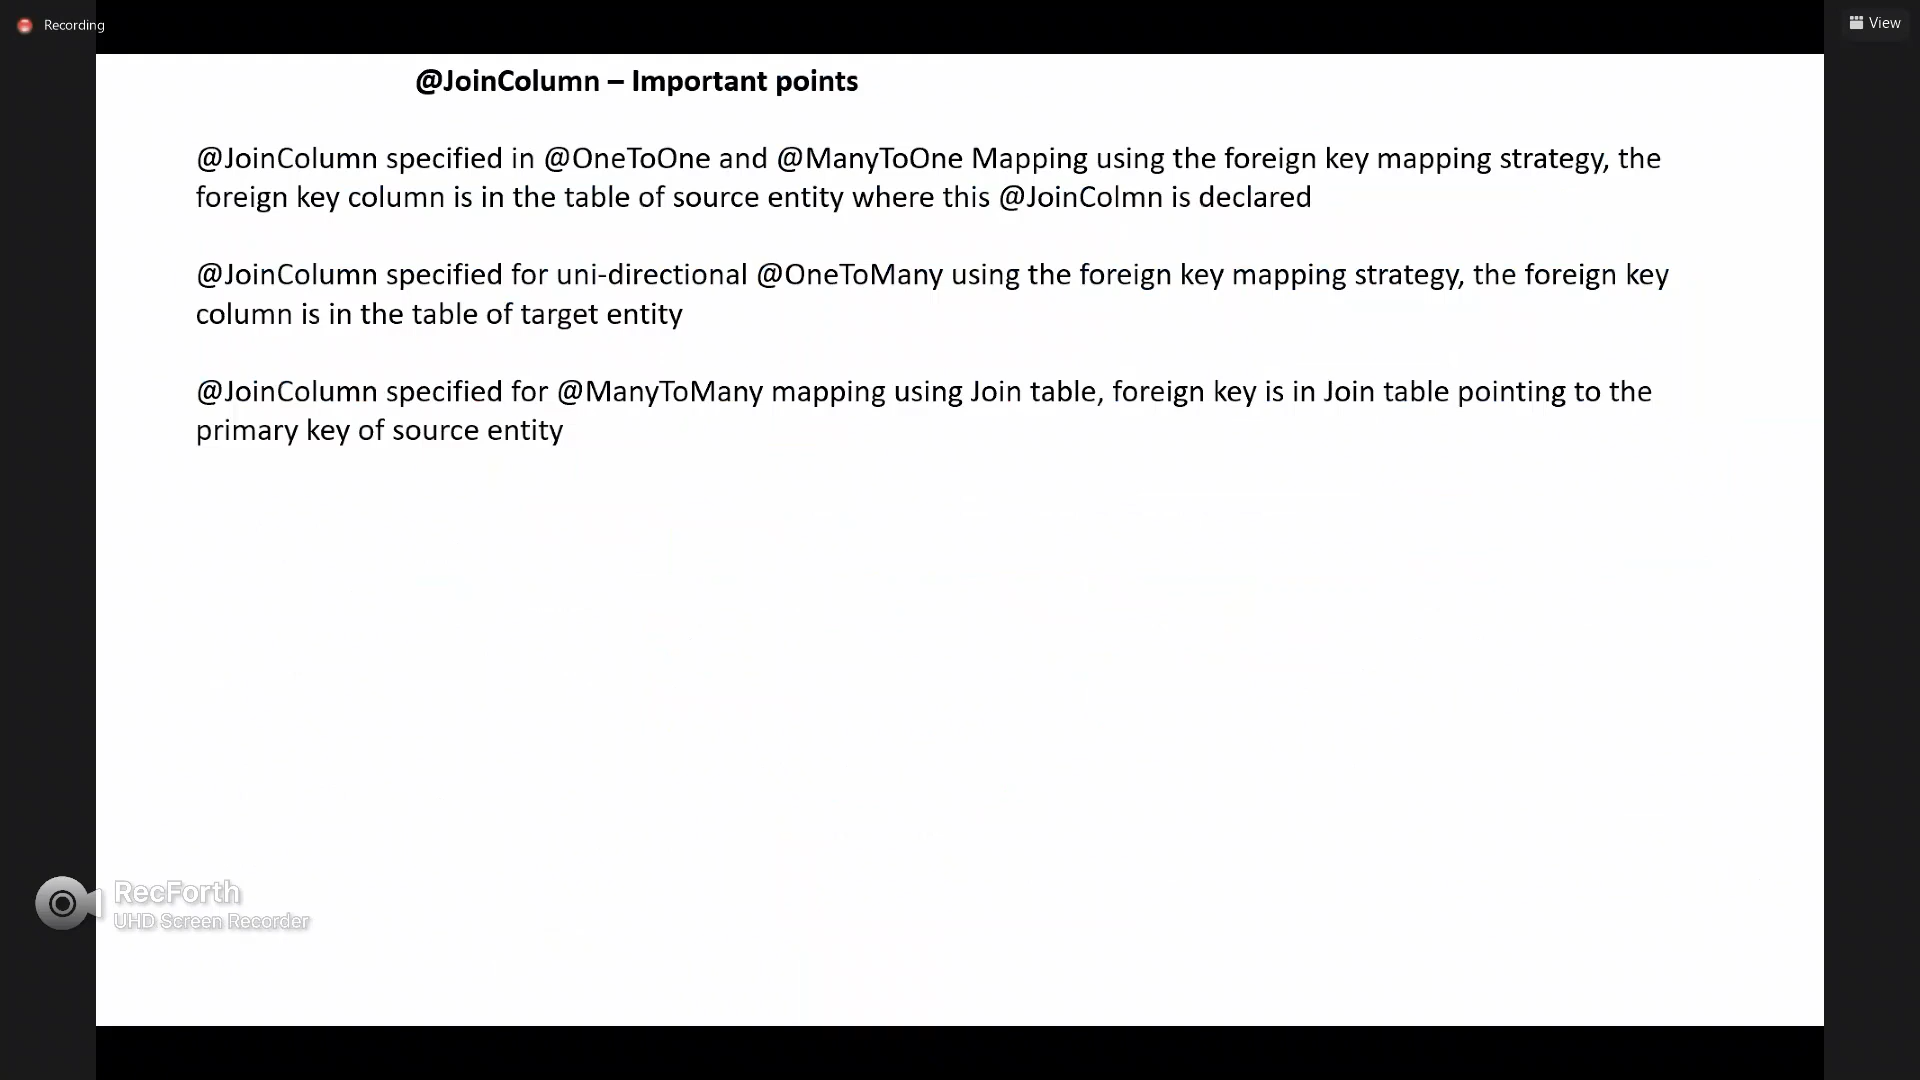 Recording
View
@JoinColumn – Important points
@JoinColumn specified in @OneToOne and @ManyToOne Mapping using the foreign key mapping strategy, the
foreign key column is in the table of source entity where this @JoinColmn is declared
@JoinColumn specified for uni-directional @OneToMany using the foreign key mapping strategy, the foreign key
column is in the table of target entity
@JoinColumn specified for @ManyToMany mapping using Join table, foreign key is in Join table pointing to the
primary key of source entity
RecForth
UHD Screen Recorder